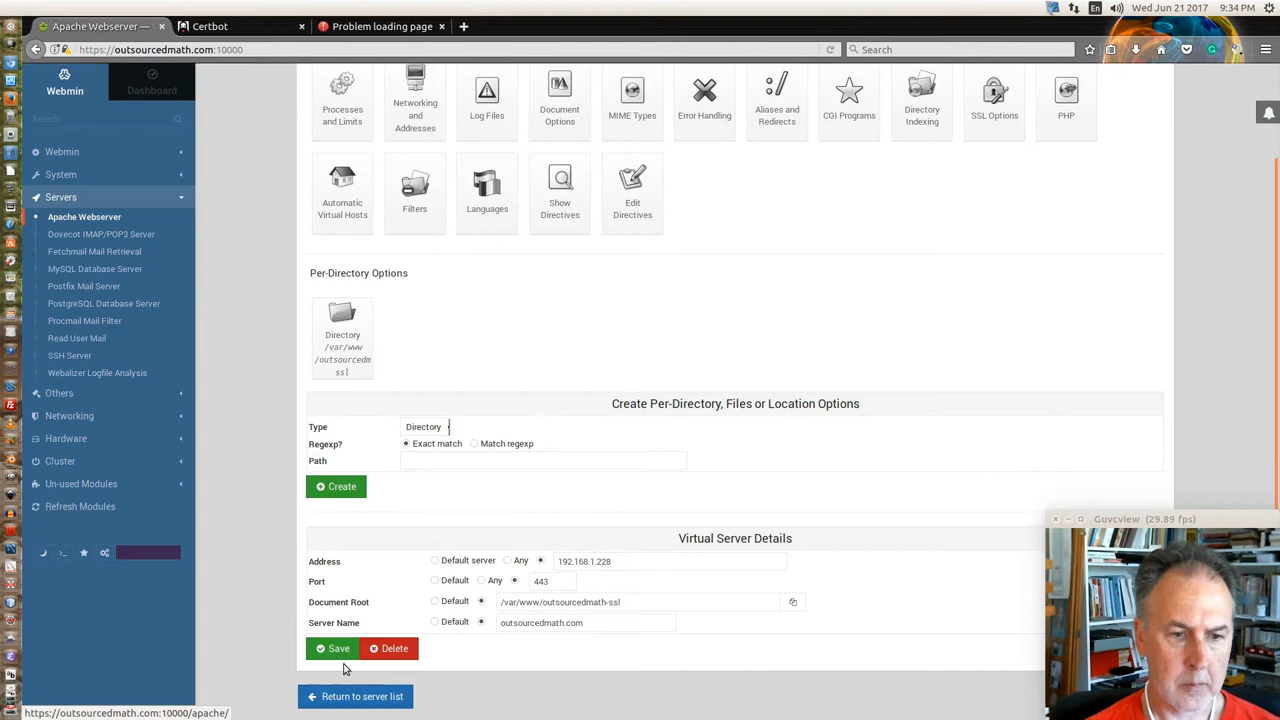 En
Wed Jun 21 2017 9:34 PM
Apache Webserver —
Certbot
Problem loading page
https://outsourcedmath.com:10000
Search
Webmin
Dashboard
Search
Webmin
System
Servers
Apache Webserver
Dovecot IMAP/POP3 Server
Fetchmail Mail Retrieval
MySQL Database Server
Postfix Mail Server
PostgreSQL Database Server
Procmail Mail Filter
Read User Mail
SSH Server
Webalizer Logfile Analysis
Others
Networking
Hardware
Cluster
Un-used Modules
Refresh Modules
Processes and Limits
Networking and Addresses
Log Files
Document Options
MIME Types
Error Handling
Aliases and Redirects
CGI Programs
Directory Indexing
SSL Options
PHP
Automatic Virtual Hosts
Filters
Languages
Show Directives
Edit Directives
Per-Directory Options
Directory
/var/www
/outsourcedm
ssl
Create Per-Directory, Files or Location Options
Type Directory
Regexp? Exact match Match regexp
Path
Create
Virtual Server Details
Address Default server Any 192.168.1.228
Port Default Any 443
Document Root Default /var/www/outsourcedmath-ssl
Server Name Default outsourcedmath.com
Save Delete
Return to server list
https://outsourcedmath.com:10000/apache/
Guvcview (29.89 fps)